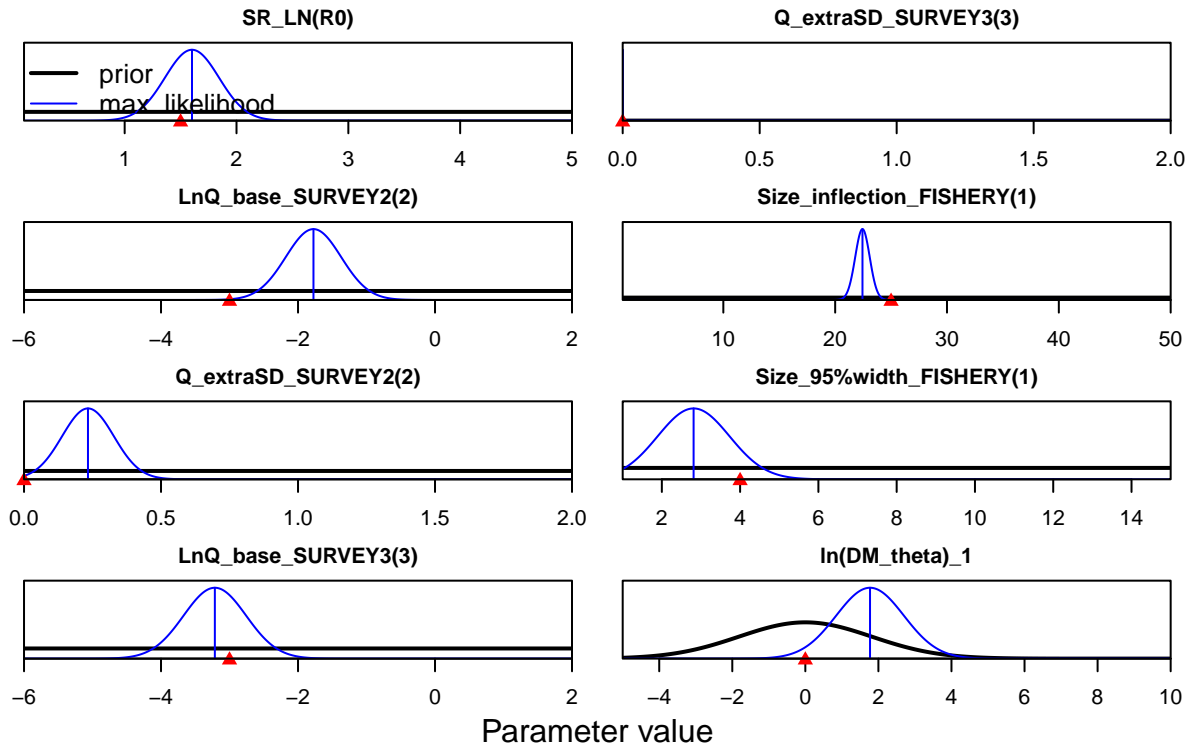 SR_LN(R0)
prior
max. likelihood
1 2 3 4 5
Q_extraSD_SURVEY3(3)
0.0 0.5 1.0 1.5 2.0
LnQ_base_SURVEY2(2)
−6 −4 −2 0 2
Size_inflection_FISHERY(1)
10 20 30 40 50
Q_extraSD_SURVEY2(2)
0.0 0.5 1.0 1.5 2.0
Size_95%width_FISHERY(1)
2 4 6 8 10 12 14
LnQ_base_SURVEY3(3)
−6 −4 −2 0 2
ln(DM_theta)_1
−4 −2 0 2 4 6 8 10
Parameter value